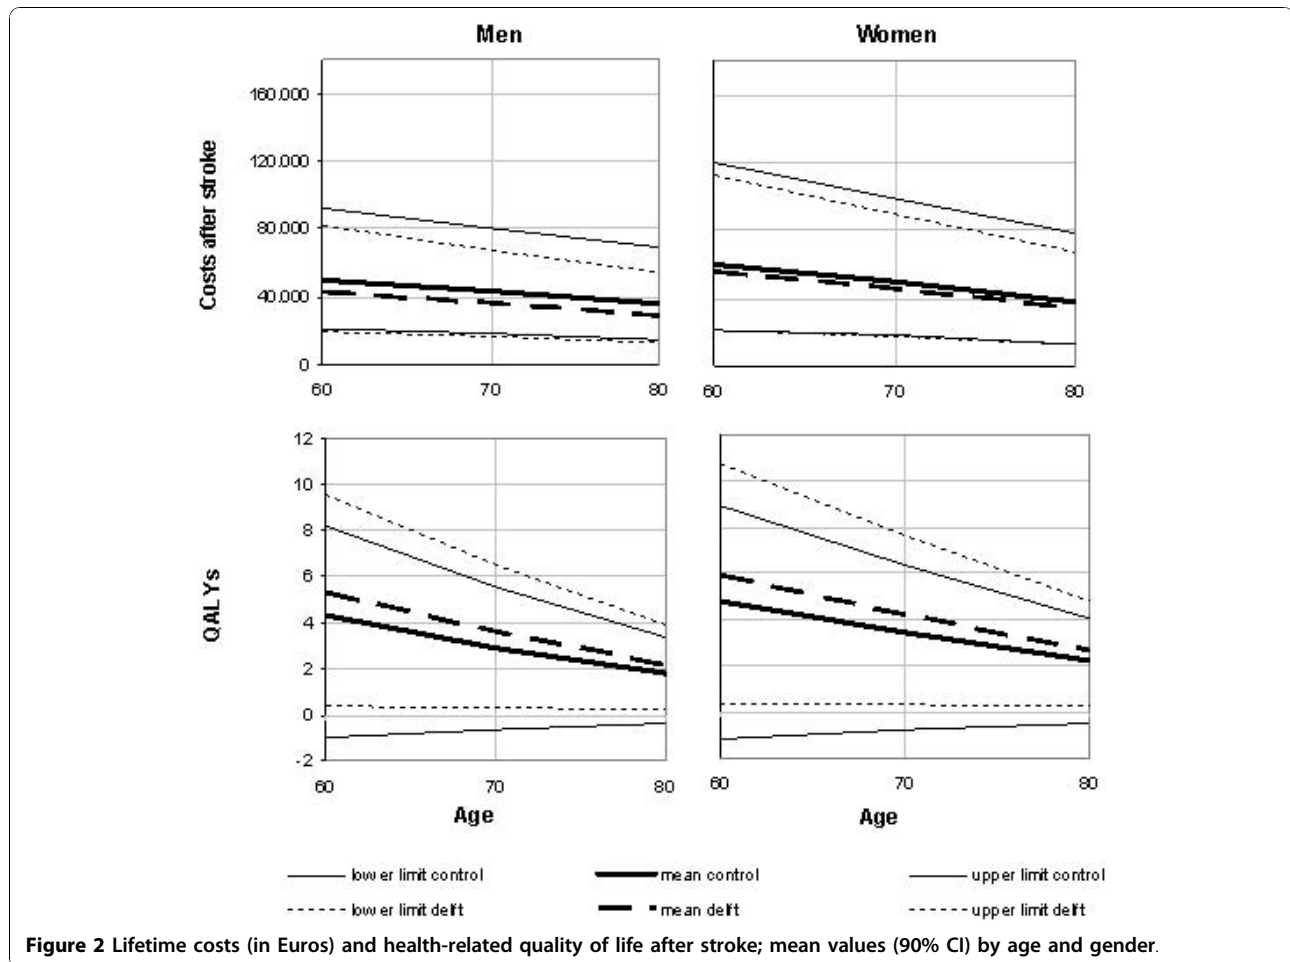 Men
Women
Costs after stroke
160.000
120.000
80.000
40.000
0
60
70
80
60
70
80
QALYs
12
10
8
6
4
2
0
-2
60
70
80
60
70
80
Age
Age
lower limit control
mean control
upper limit control
lower limit delft
mean delft
upper limit delft
Figure 2 Lifetime costs (in Euros) and health-related quality of life after stroke; mean values (90% CI) by age and gender.